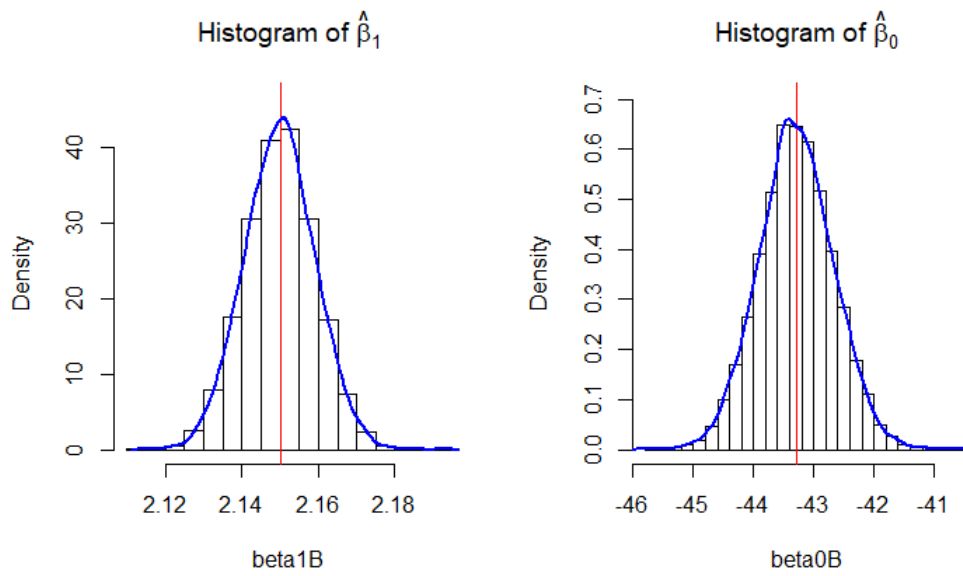 Histogram of β̂₁
Density
0 10 20 30 40
2.12 2.14 2.16 2.18
beta1B
Histogram of β̂₀
Density
0.0 0.1 0.2 0.3 0.4 0.5 0.6 0.7
-46 -45 -44 -43 -42 -41
beta0B